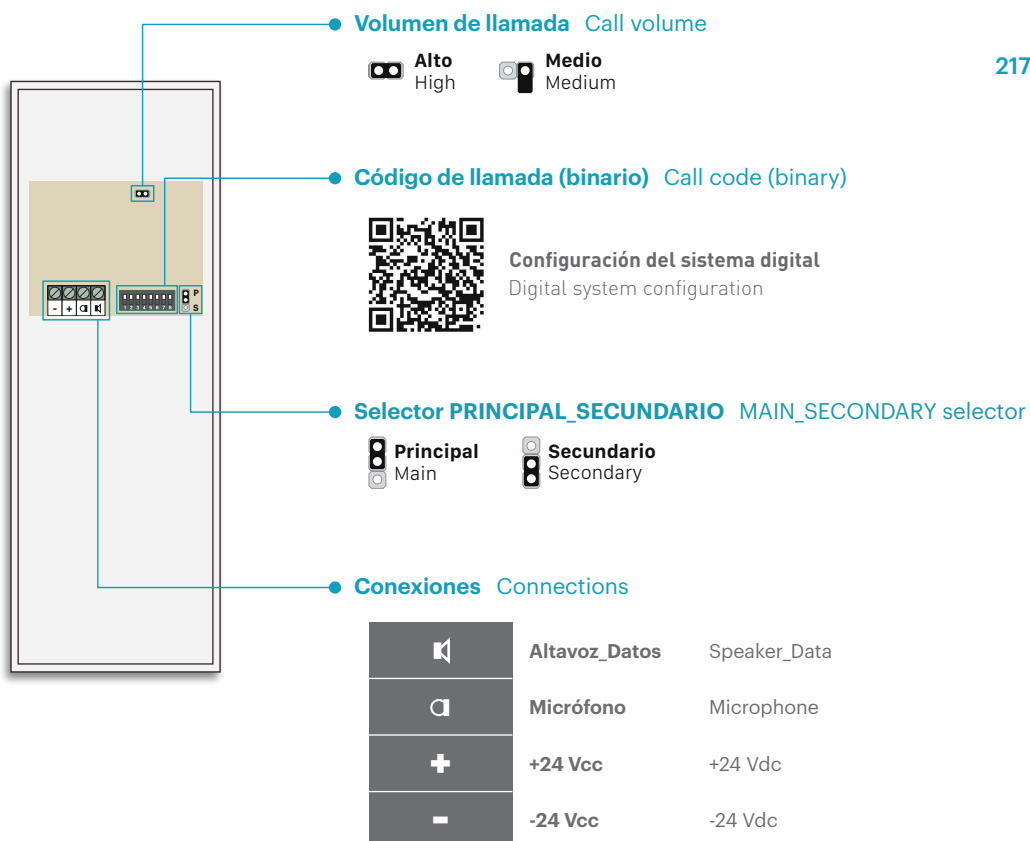 Volumen de llamada Call volume
Alto
High
Medio
Medium
217
Código de llamada (binario) Call code (binary)
Configuración del sistema digital
Digital system configuration
P
S
- +
Selector PRINCIPAL_SECUNDARIO MAIN_SECONDARY selector
Principal
Main
Secundario
Secondary
Conexiones Connections
Altavoz_Datos Speaker_Data
Micrófono Microphone
+ +24 Vcc +24 Vdc
- -24 Vcc -24 Vdc